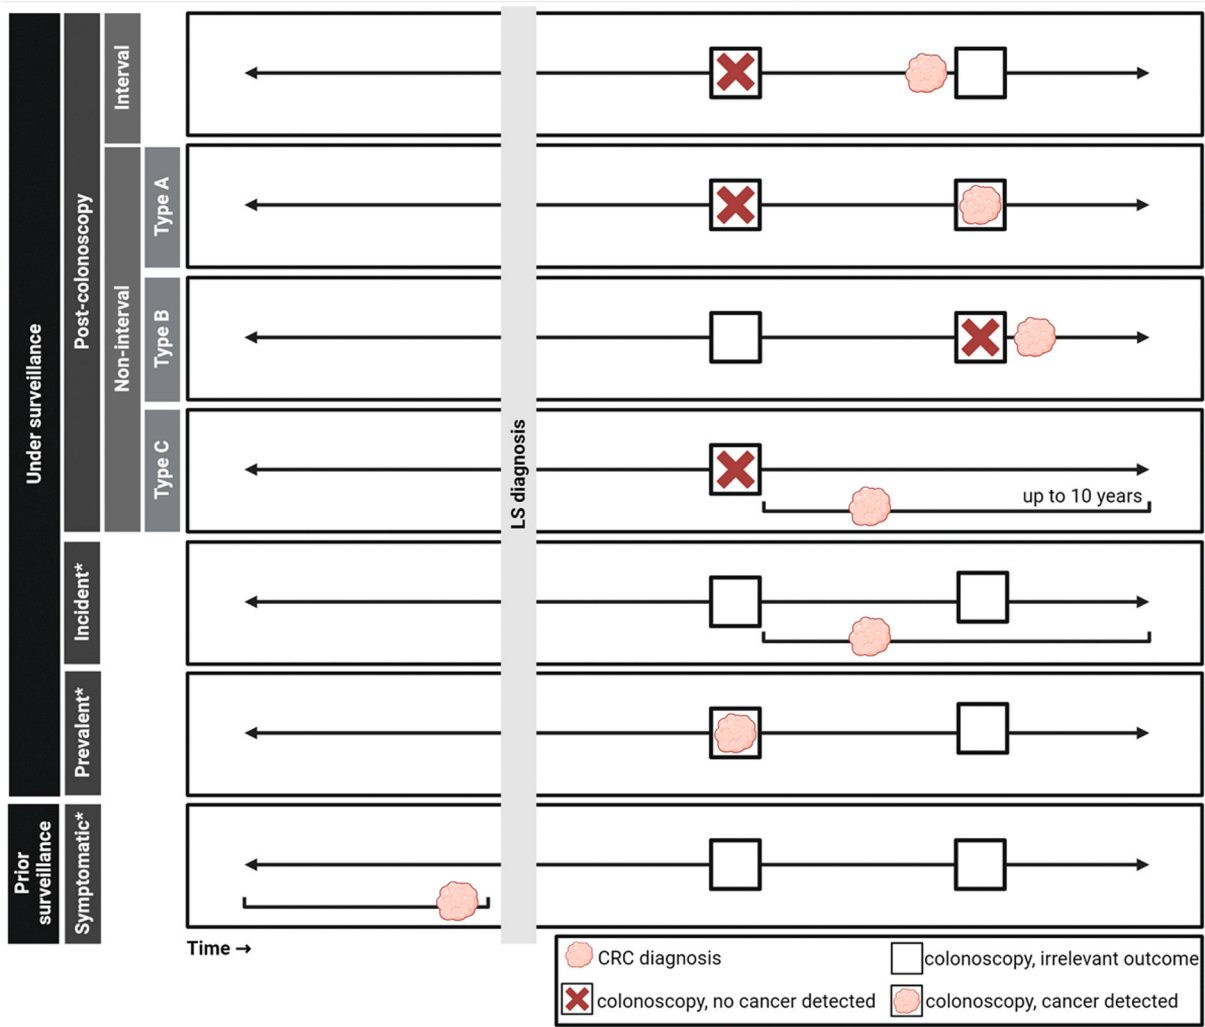 Under surveillance
Post-colonoscopy
Interval
Non-interval
Type A
Type B
Type C
up to 10 years
LS diagnosis
Incident*
Prevalent*
Prior
surveillance
Symptomatic*
Time →
CRC diagnosis
colonoscopy, irrelevant outcome
colonoscopy, no cancer detected
colonoscopy, cancer detected